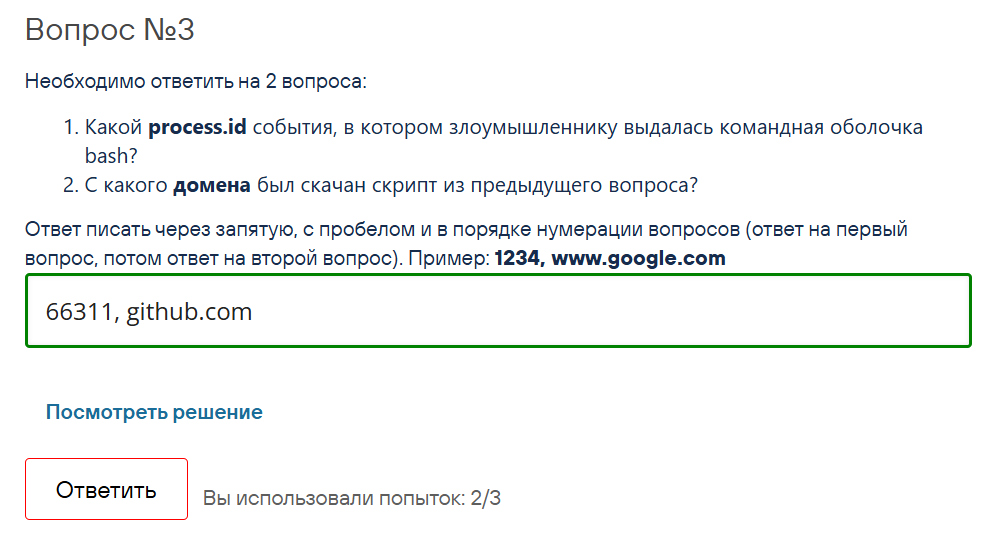 Вопрос №3
Необходимо ответить на 2 вопроса:
1. Какой process.id события, в котором злоумышленнику выдалась командная оболочка
bash?
2. С какого домена был скачан скрипт из предыдущего вопроса?
Ответ писать через запятую, с пробелом и в порядке нумерации вопросов (ответ на первый
вопрос, потом ответ на второй вопрос). Пример: 1234, www.google.com
66311, github.com
Посмотреть решение
Ответить
Вы использовали попыток: 2/3